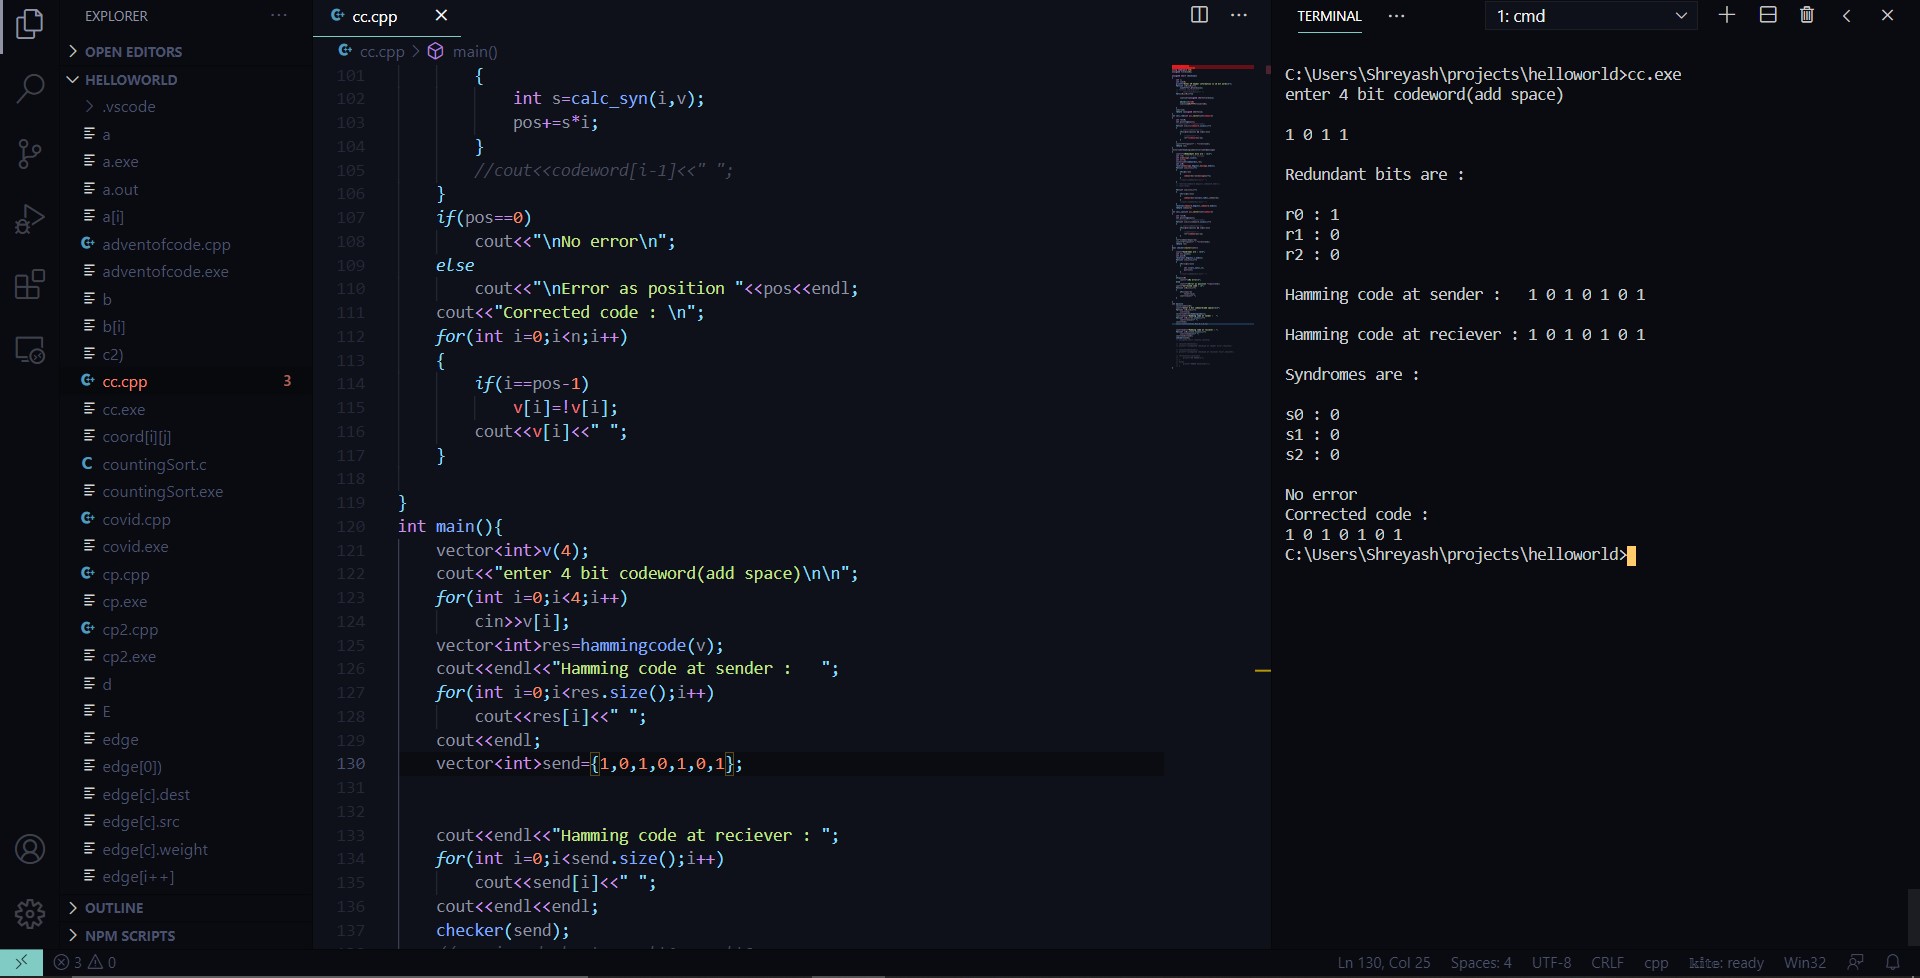 EXPLORER
OPEN EDITORS
HELLOWORLD
.vscode
a
a.exe
a.out
a[i]
adventofcode.cpp
adventofcode.exe
b
b[i]
c2)
cc.cpp 3
cc.exe
coord[i][j]
countingSort.c
countingSort.exe
covid.cpp
covid.exe
cp.cpp
cp.exe
cp2.cpp
cp2.exe
d
E
edge
edge[0])
edge[c].dest
edge[c].src
edge[c].weight
edge[i++]
OUTLINE
NPM SCRIPTS
cc.cpp
cc.cpp > main()
101 {
102 int s=calc_syn(i,v);
103 pos+=s*i;
104 }
105 //cout<<codeword[i-1]<<" ";
106 }
107 if(pos==0)
108 cout<<"\nNo error\n";
109 else
110 cout<<"\nError as position "<<pos<<endl;
111 cout<<"Corrected code : \n";
112 for(int i=0;i<n;i++)
113 {
114 if(i==pos-1)
115 v[i]=!v[i];
116 cout<<v[i]<<" ";
117 }
118
119 }
120 int main(){
121 vector<int>v(4);
122 cout<<"enter 4 bit codeword(add space)\n\n";
123 for(int i=0;i<4;i++)
124 cin>>v[i];
125 vector<int>res=hammingcode(v);
126 cout<<endl<<"Hamming code at sender :   ";
127 for(int i=0;i<res.size();i++)
128 cout<<res[i]<<" ";
129 cout<<endl;
130 vector<int>send={1,0,1,0,1,0,1};
131
132
133 cout<<endl<<"Hamming code at reciever : ";
134 for(int i=0;i<send.size();i++)
135 cout<<send[i]<<" ";
136 cout<<endl<<endl;
137 checker(send);
TERMINAL
1: cmd
C:\Users\Shreyash\projects\helloworld>cc.exe
enter 4 bit codeword(add space)
1 0 1 1
Redundant bits are :
r0 : 1
r1 : 0
r2 : 0
Hamming code at sender :   1 0 1 0 1 0 1
Hamming code at reciever : 1 0 1 0 1 0 1
Syndromes are :
s0 : 0
s1 : 0
s2 : 0
No error
Corrected code :
1 0 1 0 1 0 1
C:\Users\Shreyash\projects\helloworld>
3 0
Ln 130, Col 25 Spaces: 4 UTF-8 CRLF cpp kite: ready Win32